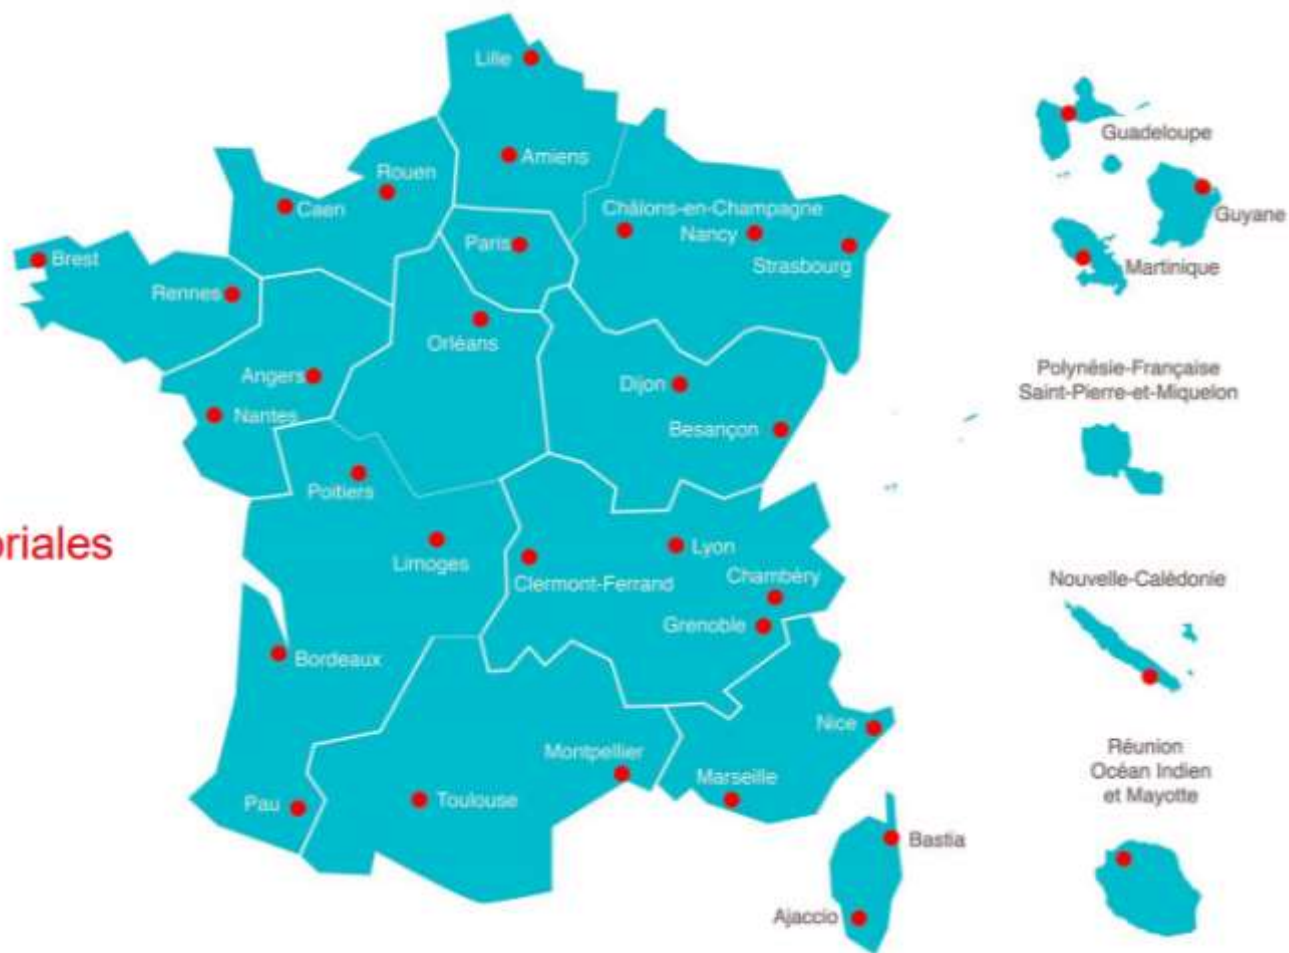 Lille
Amiens
Rouen
Caen
Châlons-en-Champagne
Nancy
Strasbourg
Paris
Brest
Rennes
Orléans
Angers
Nantes
Dijon
Besançon
Poitiers
Limoges
oriales
Clermont-Ferrand
Lyon
Chambéry
Grenoble
Bordeaux
Nice
Montpellier
Marseille
Pau
Toulouse
Bastia
Ajaccio
Guadeloupe
Guyane
Martinique
Polynésie-Française
Saint-Pierre-et-Miquelon
Nouvelle-Calédonie
Réunion
Océan Indien
et Mayotte